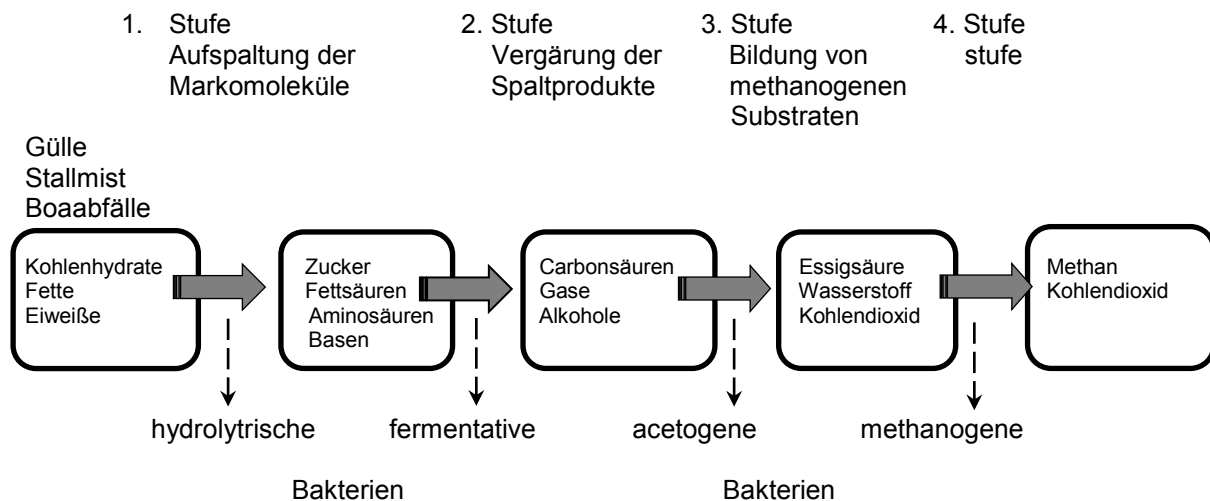 1. Stufe
Aufspaltung der
Markomoleküle
2. Stufe
Vergärung der
Spaltprodukte
3. Stufe
Bildung von
methanogenen
Substraten
4. Stufe
stufe
Gülle
Stallmist
Boaabfälle
Kohlenhydrate
Fette
Eiweiße
Zucker
Fettsäuren
Aminosäuren
Basen
Carbonsäuren
Gase
Alkohole
Essigsäure
Wasserstoff
Kohlendioxid
Methan
Kohlendioxid
hydrolytrische
fermentative
acetogene
methanogene
Bakterien
Bakterien